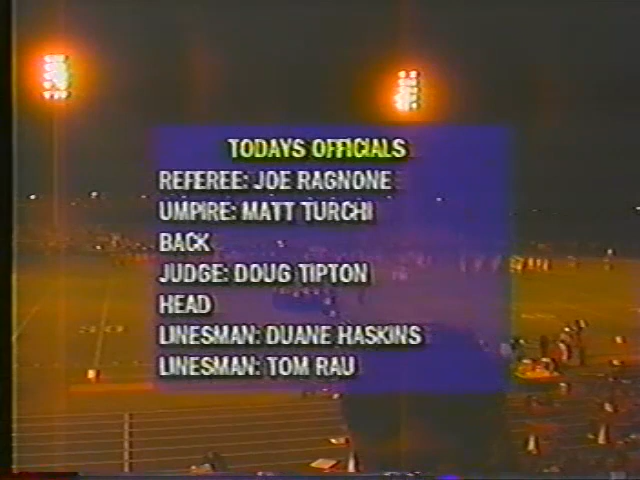 TODAYS OFFICIALS
REFEREE: JOE RAGNONE
UMPIRE: MATT TURCHI
BACK
JUDGE: DOUG TIPTON
HEAD
LINESMAN: DUANE HASKINS
LINESMAN: TOM RAU